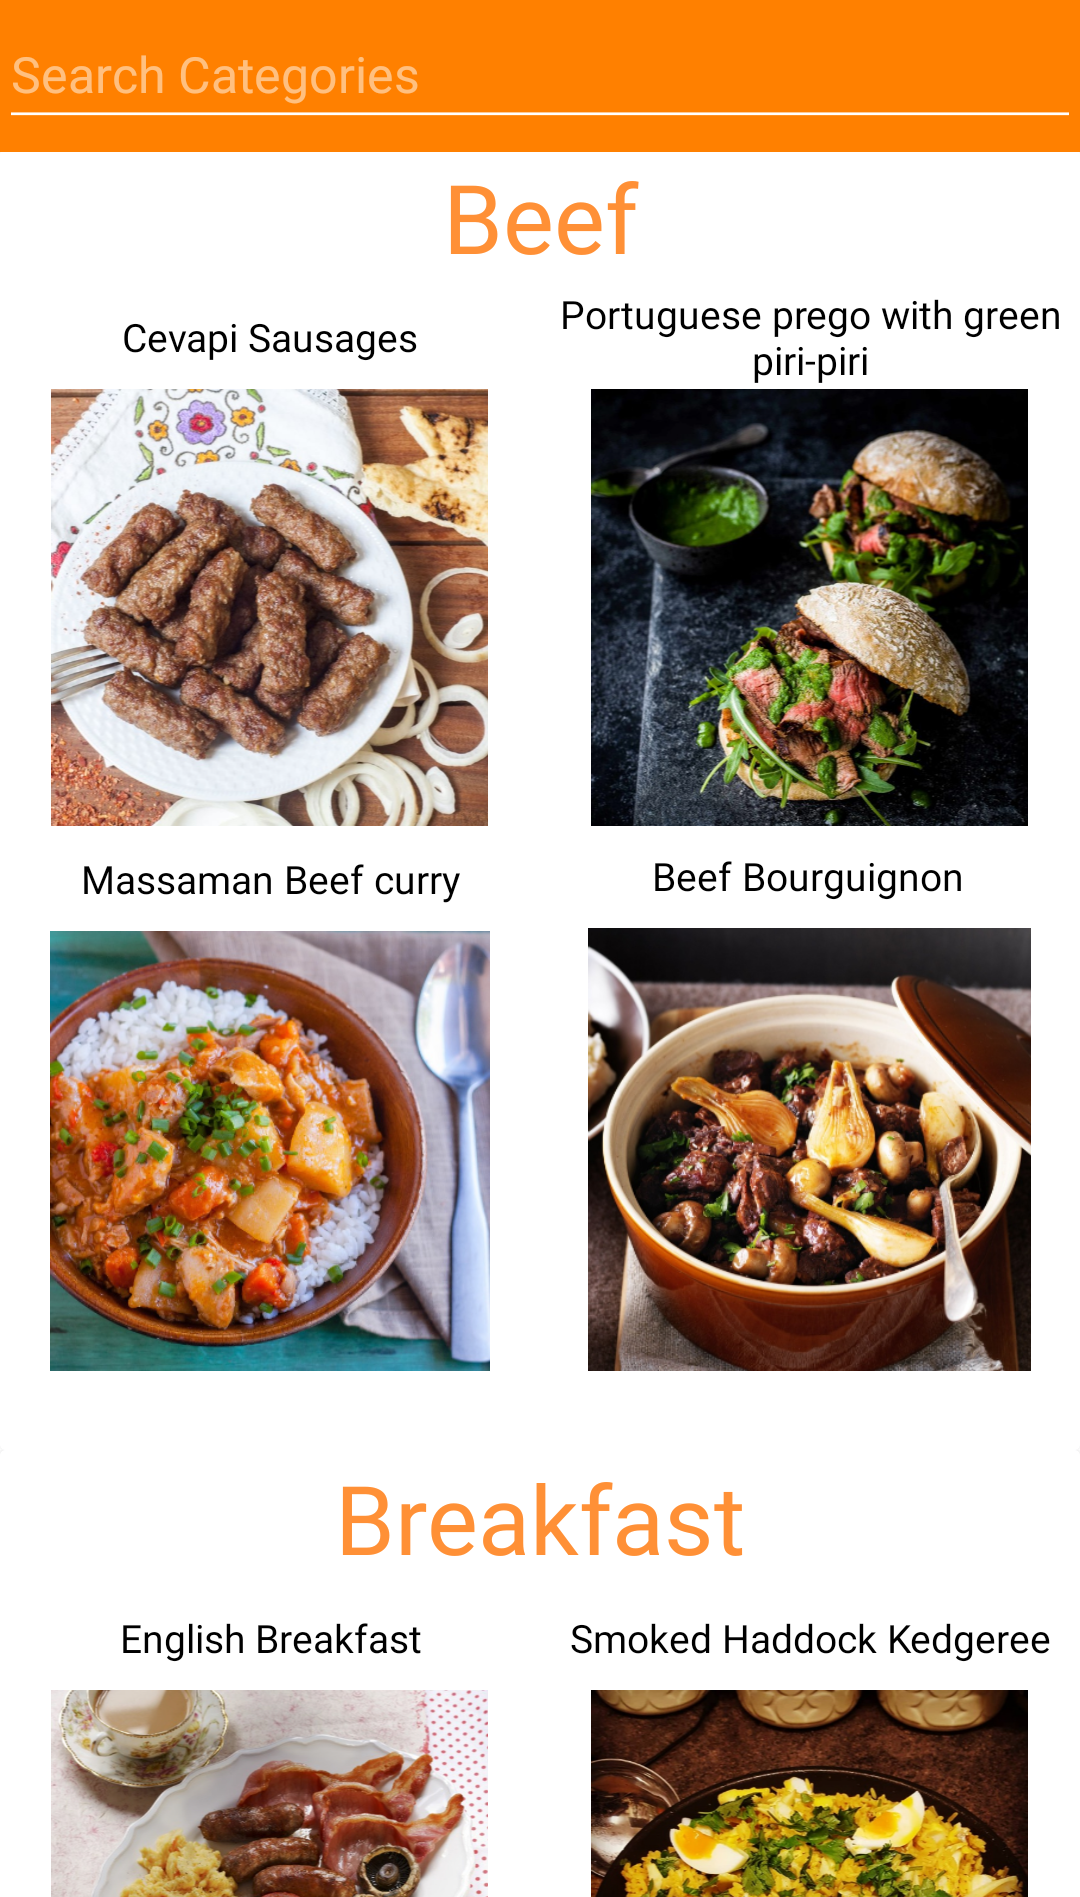 Search Categories
Beef
Cevapi Sausages
Portuguese prego with green
piri-piri
Massaman Beef curry
Beef Bourguignon
Breakfast
English Breakfast
Smoked Haddock Kedgeree